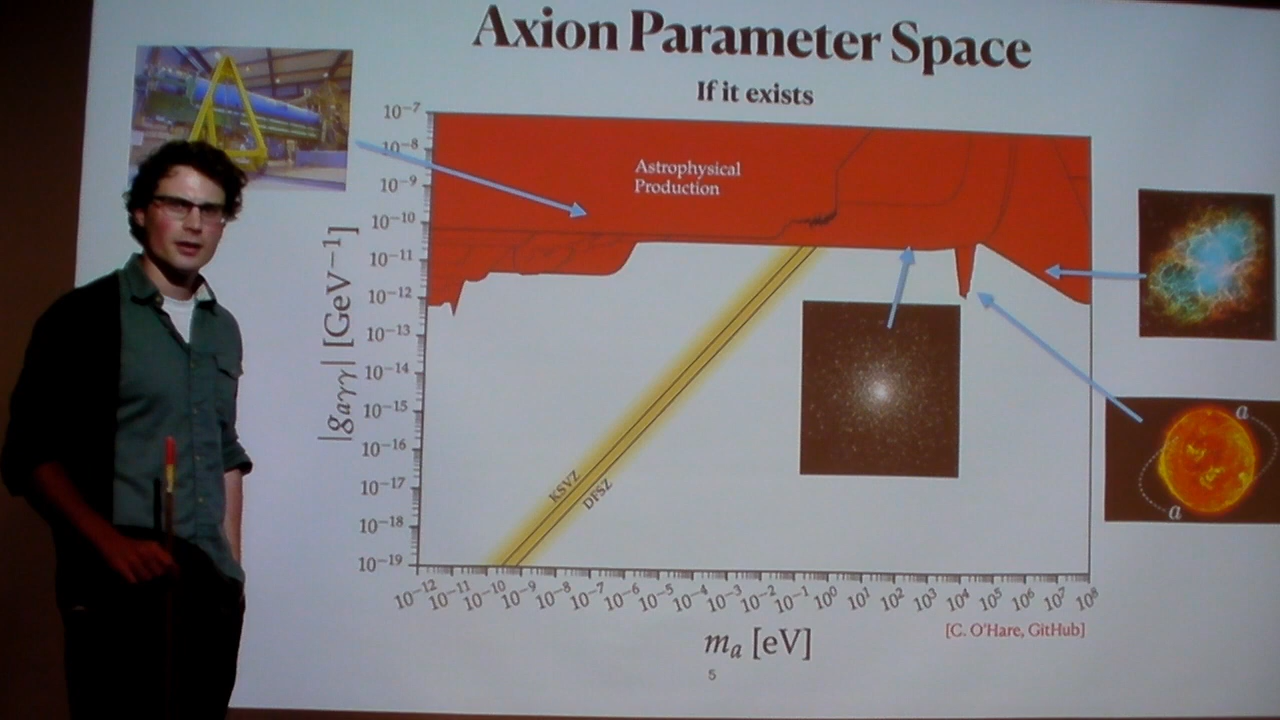 Axion Parameter Space
If it exists
10⁻⁷
10⁻⁸
10⁻⁹
10⁻¹⁰
10⁻¹¹
10⁻¹²
10⁻¹³
10⁻¹⁴
10⁻¹⁵
10⁻¹⁶
10⁻¹⁷
10⁻¹⁸
10⁻¹⁹
|gₐᵧᵧ| [GeV⁻¹]
Astrophysical
Production
KSVZ
DFSZ
a
a
10⁻¹² 10⁻¹¹ 10⁻¹⁰ 10⁻⁹ 10⁻⁸ 10⁻⁷ 10⁻⁶ 10⁻⁵ 10⁻⁴ 10⁻³ 10⁻² 10⁻¹ 10⁰ 10¹ 10² 10³ 10⁴ 10⁵ 10⁶ 10⁷ 10⁸
mₐ [eV]
[C. O'Hare, GitHub]
5